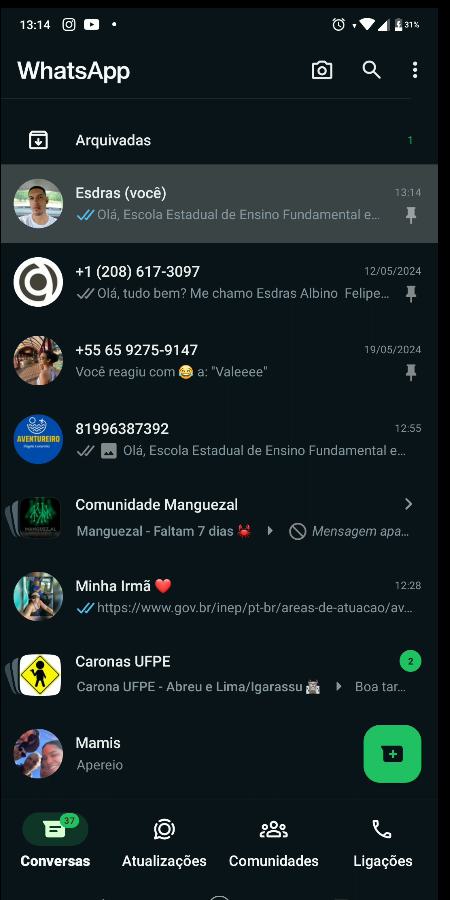 13:14
31%
WhatsApp
Arquivadas
1
Esdras (você)
13:14
Olá, Escola Estadual de Ensino Fundamental e...
+1 (208) 617-3097
12/05/2024
Olá, tudo bem? Me chamo Esdras Albino Felipe...
+55 65 9275-9147
19/05/2024
Você reagiu com 😂 a: "Valeeee"
AVENTUREIRO
81996387392
12:55
Olá, Escola Estadual de Ensino Fundamental e...
MANGUEZAL
Comunidade Manguezal
Manguezal - Faltam 7 dias 🦀
Mensagem apa...
Minha Irmã ❤️
12:28
https://www.gov.br/inep/pt-br/areas-de-atuacao/av...
Caronas UFPE
2
Carona UFPE - Abreu e Lima/Igarassu
Boa tar...
Mamis
Apereio
37
Conversas
Atualizações
Comunidades
Ligações